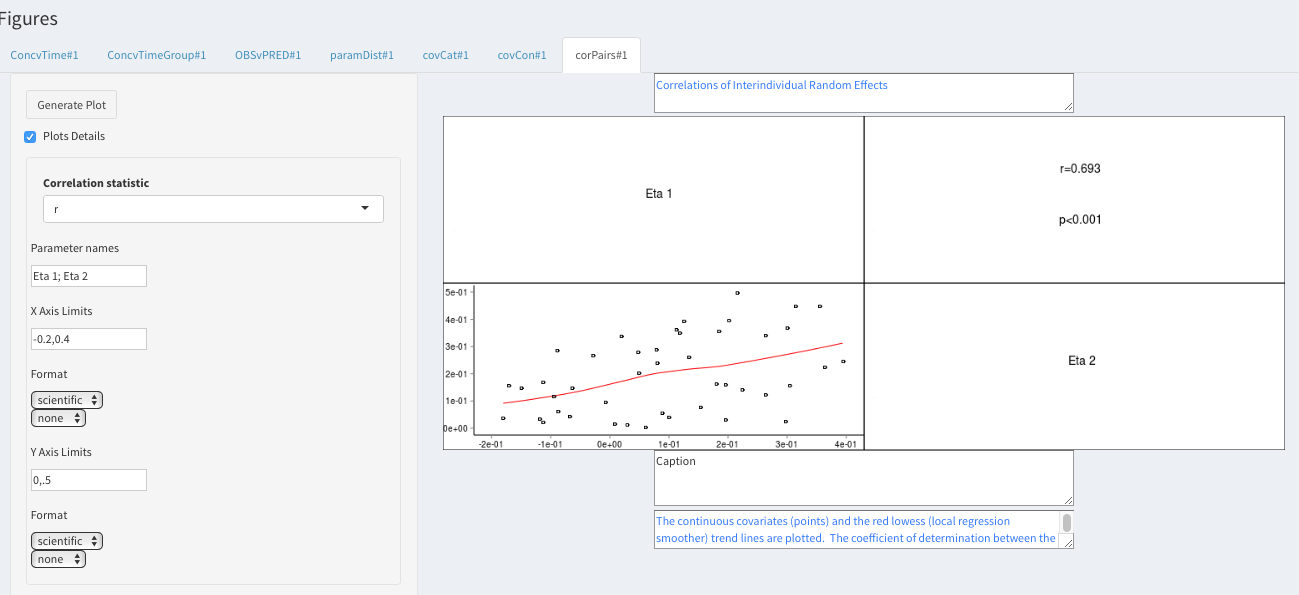 Figures
ConcvTime#1 ConcvTimeGroup#1 OBSvPRED#1 paramDist#1 covCat#1 covCon#1 corPairs#1
Generate Plot
Plots Details
Correlation statistic
r
Parameter names
Eta 1; Eta 2
X Axis Limits
-0.2,0.4
Format
scientific
none
Y Axis Limits
0,.5
Format
scientific
none
Correlations of Interindividual Random Effects
Eta 1
r=0.693
p<0.001
5e-01
4e-01
3e-01
2e-01
1e-01
0e+00
-2e-01 -1e-01 0e+00 1e-01 2e-01 3e-01 4e-01
Eta 2
Caption
The continuous covariates (points) and the red lowess (local regression
smoother) trend lines are plotted.  The coefficient of determination between the